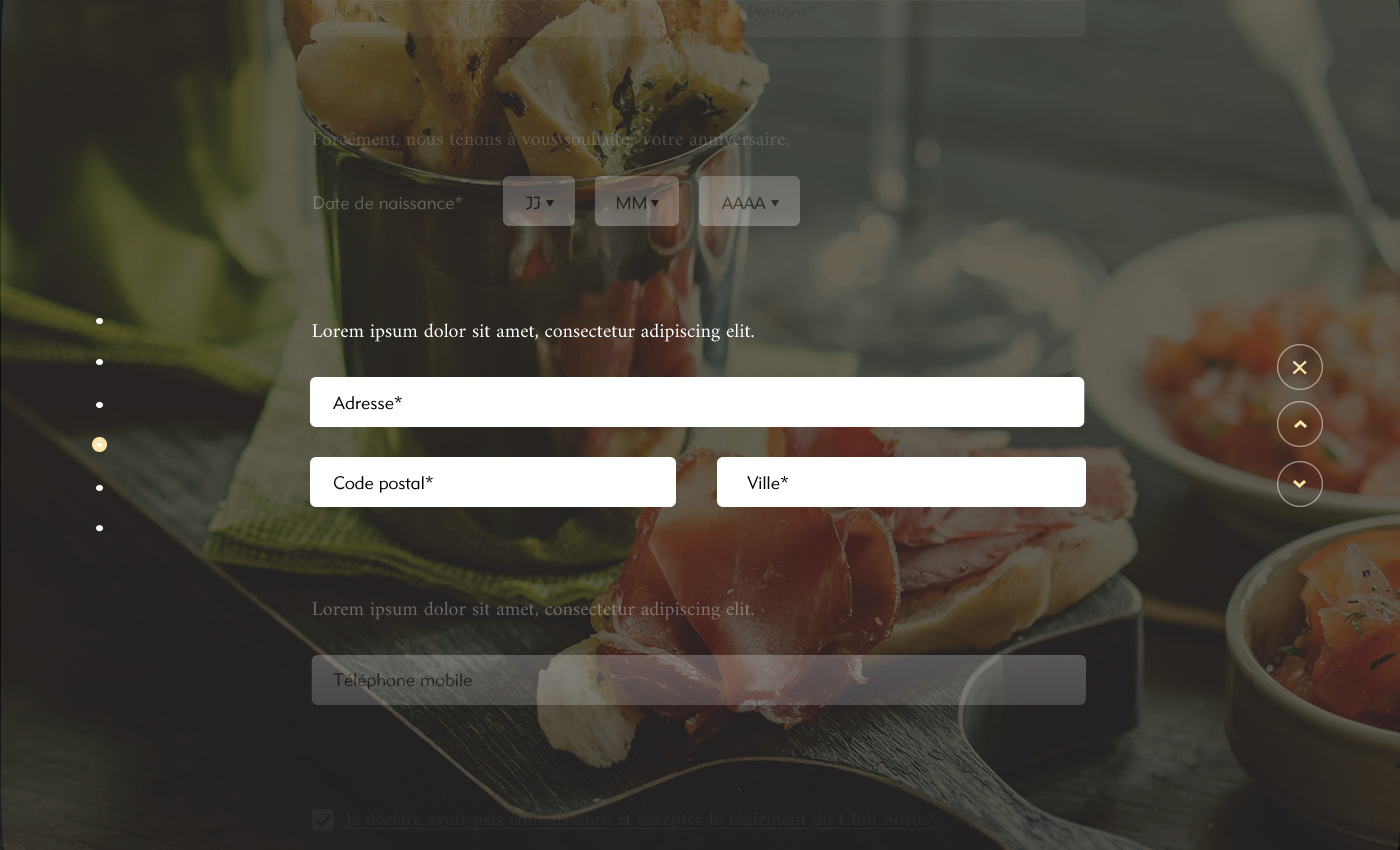 Prénom*
Forcément, nous tenons à vous souhaiter votre anniversaire.
Date de naissance* JJ MM AAAA
Lorem ipsum dolor sit amet, consectetur adipiscing elit.
Adresse*
Code postal* Ville*
Lorem ipsum dolor sit amet, consectetur adipiscing elit.
Téléphone mobile
Je déclare avoir pris connaissance et accepter le règlement du Club Aoste*